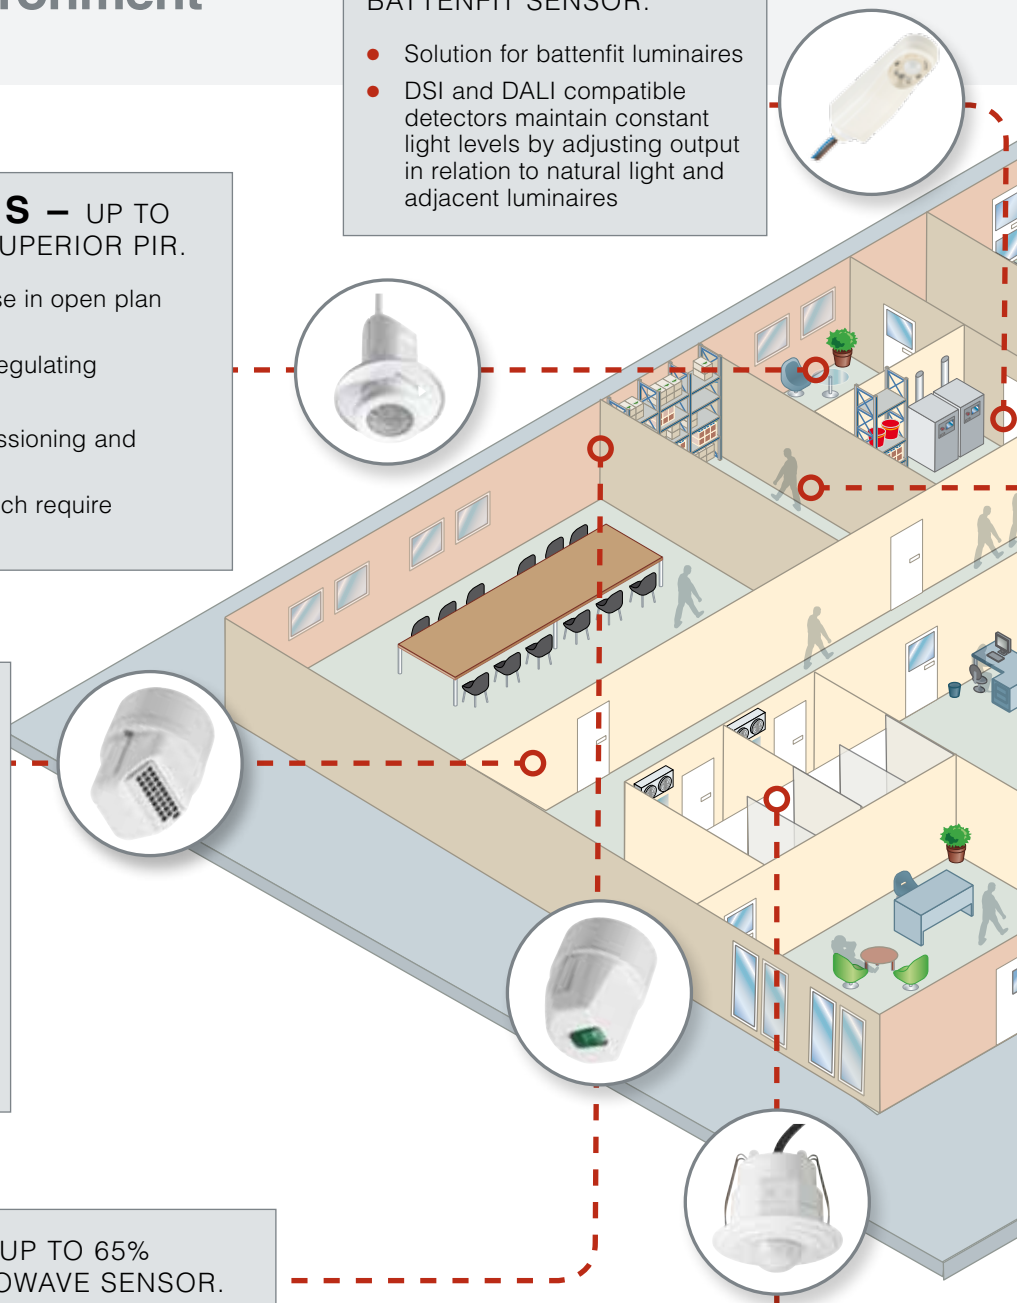 BATTENFIT SENSOR.
• Solution for battenfit luminaires
• DSI and DALI compatible
detectors maintain constant
light levels by adjusting output
in relation to natural light and
adjacent luminaires
S – UP TO
UPERIOR PIR.
se in open plan
egulating
ssioning and
ch require
UP TO 65%
OWAVE SENSOR.